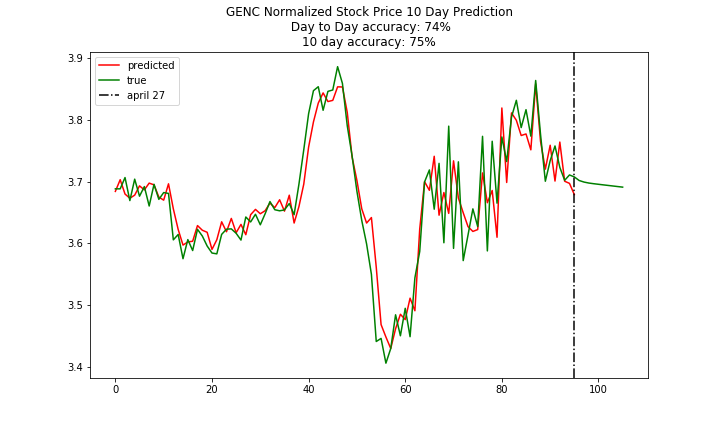 GENC Normalized Stock Price 10 Day Prediction
Day to Day accuracy: 74%
10 day accuracy: 75%
predicted
true
april 27
3.9
3.8
3.7
3.6
3.5
3.4
0 20 40 60 80 100